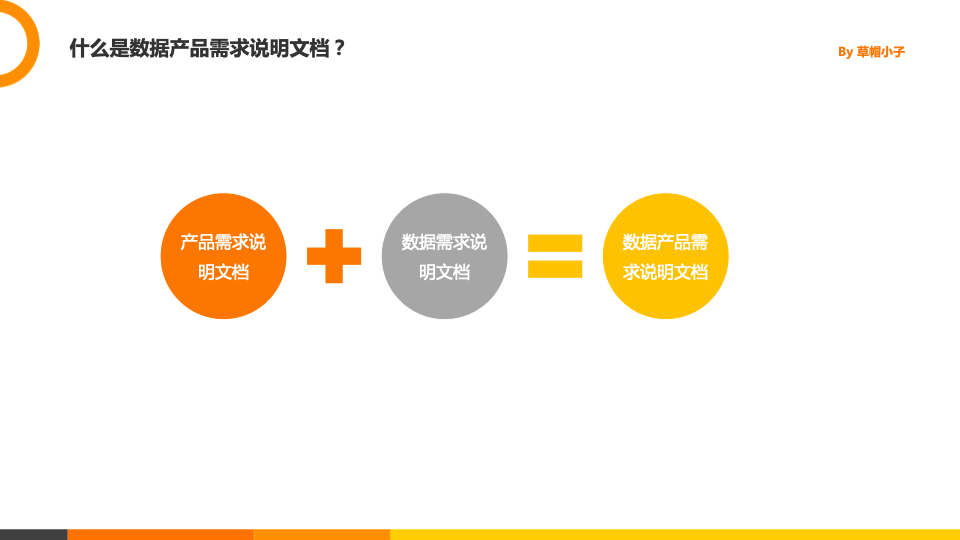 什么是数据产品需求说明文档？
By 草帽小子
产品需求说
明文档
数据需求说
明文档
数据产品需
求说明文档